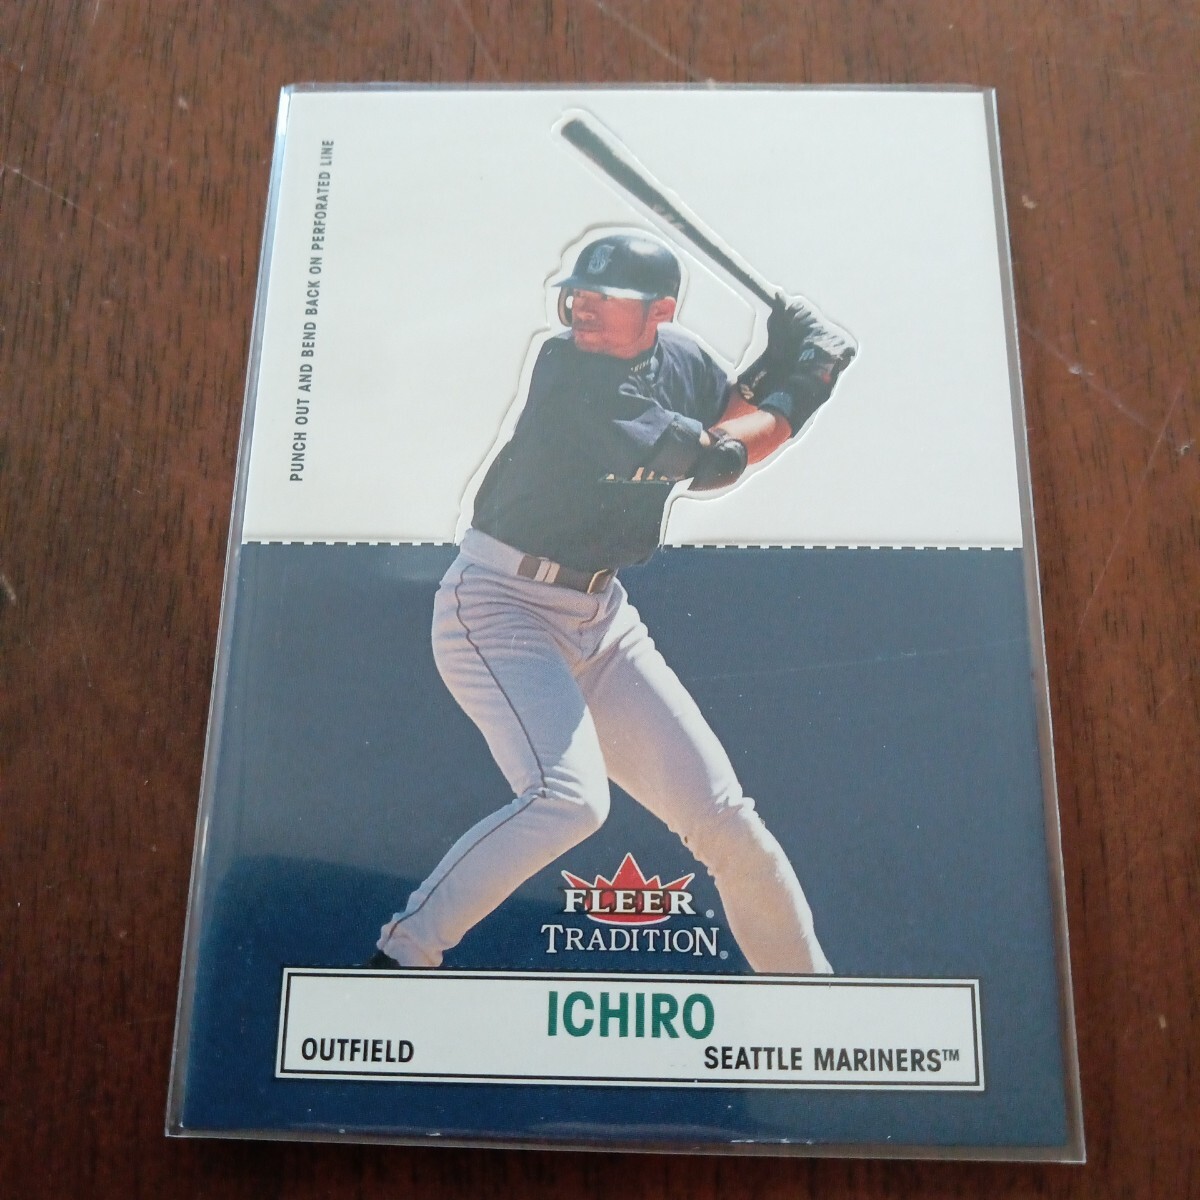 PUNCH OUT AND BEND BACK ON PERFORATED LINE
FLEER®
TRADITION®
ICHIRO
OUTFIELD
SEATTLE MARINERS™